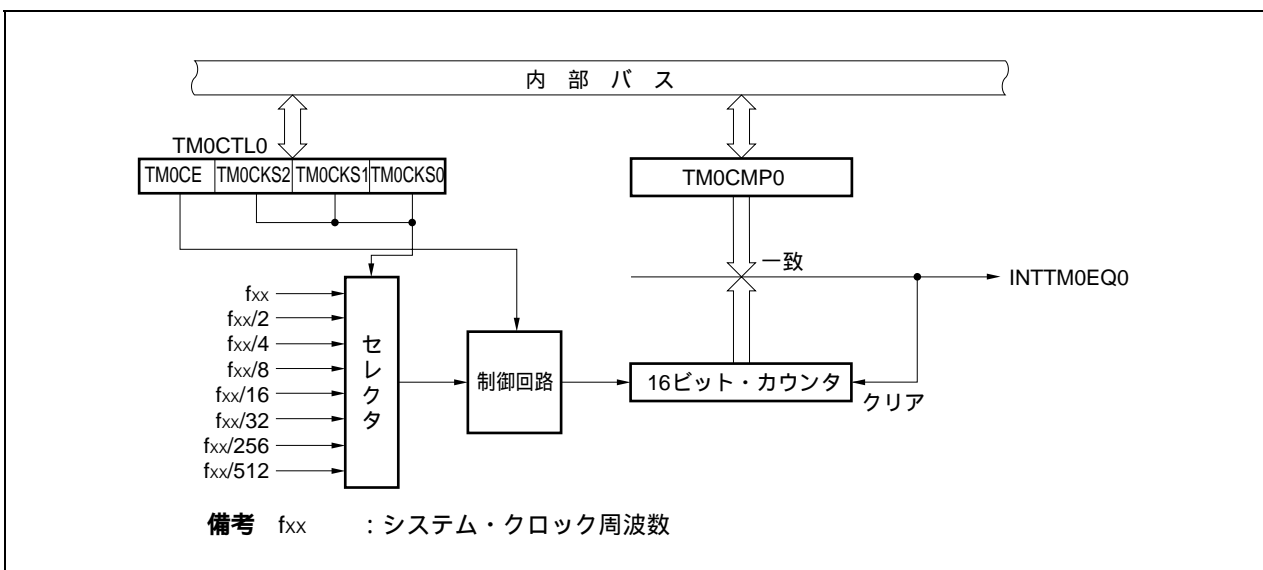 内 部 バ ス
TM0CTL0
TM0CE TM0CKS2 TM0CKS1 TM0CKS0
TM0CMP0
一致
INTTM0EQ0
fxx
fxx/2
fxx/4
fxx/8
fxx/16
fxx/32
fxx/256
fxx/512
セレクタ
制御回路
16ビット・カウンタ
クリア
備考 fxx :システム・クロック周波数